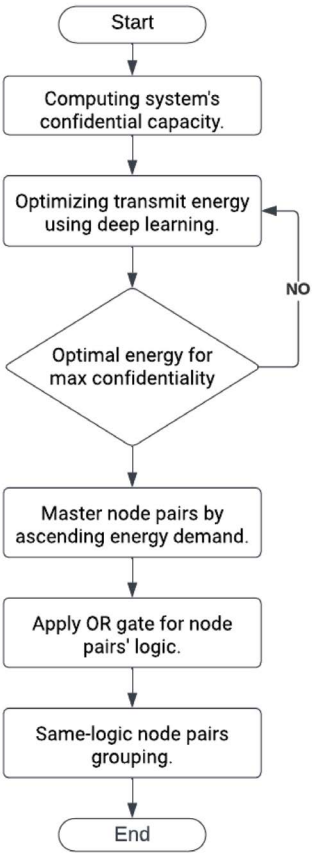 Start
Computing system's
confidential capacity.
Optimizing transmit energy
using deep learning.
NO
Optimal energy for
max confidentiality
Master node pairs by
ascending energy demand.
Apply OR gate for node
pairs' logic.
Same-logic node pairs
grouping.
End